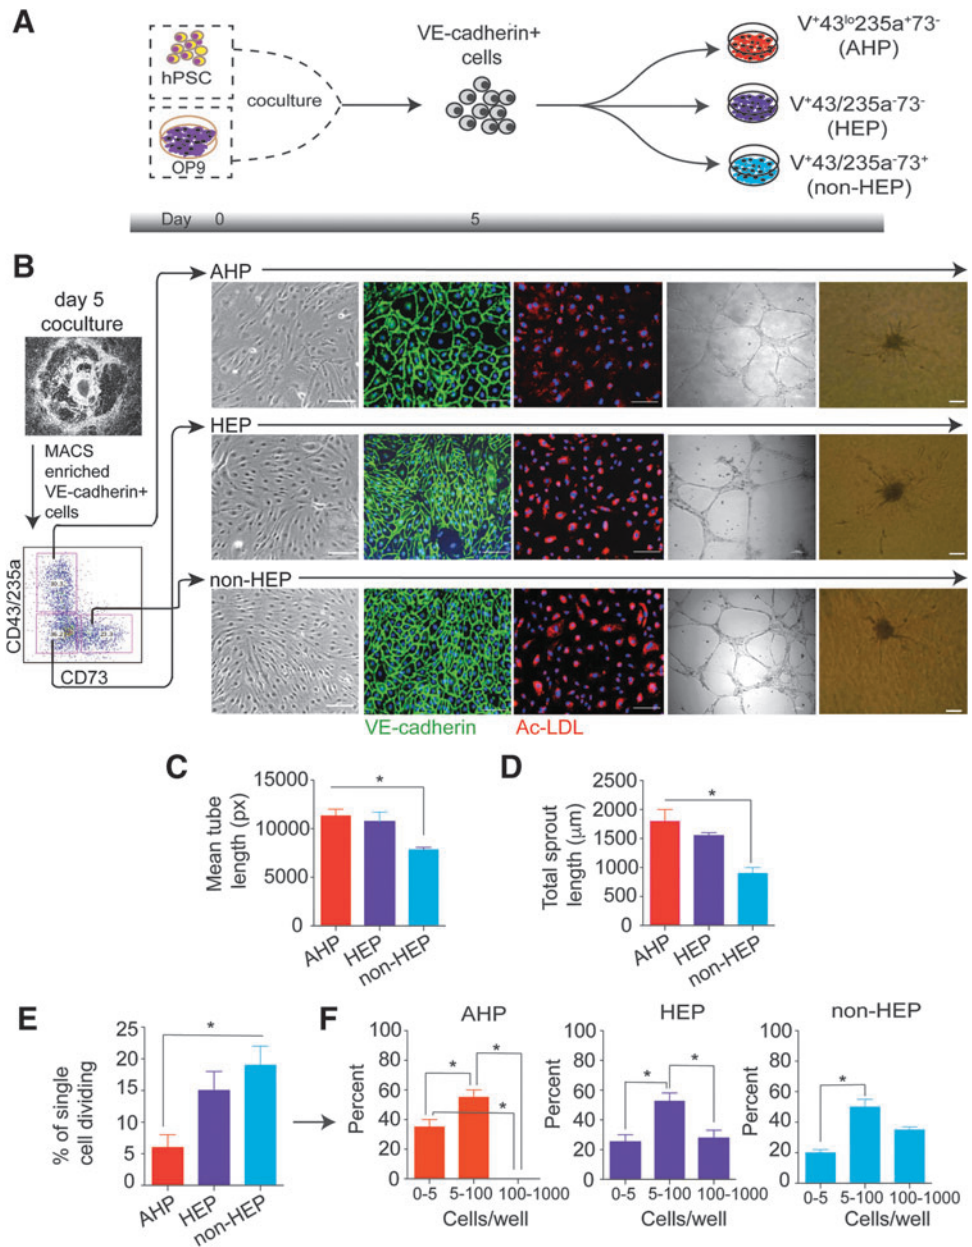 A
hPSC
OP9
coculture
VE-cadherin+
cells
V+43lo235a+73-
(AHP)
V+43/235a-73-
(HEP)
V+43/235a-73+
(non-HEP)
Day 0 5
B
day 5
coculture
MACS
enriched
VE-cadherin+
cells
CD43/235a
CD73
AHP
HEP
non-HEP
VE-cadherin
Ac-LDL
C
Mean tube
length (px)
15000
10000
5000
0
*
AHP
HEP
non-HEP
D
Total sprout
length (μm)
2500
2000
1500
1000
500
0
*
AHP
HEP
non-HEP
E
% of single
cell dividing
25
20
15
10
5
0
*
AHP
HEP
non-HEP
F
AHP
Percent
100
80
60
40
20
0
*
*
*
0-5 5-100 100-1000
Cells/well
HEP
Percent
100
80
60
40
20
0
*
*
0-5 5-100 100-1000
Cells/well
non-HEP
Percent
100
80
60
40
20
0
*
0-5 5-100 100-1000
Cells/well